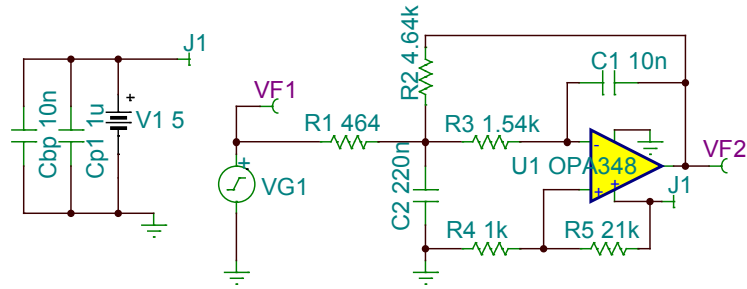 J1
Cbp 10n
Cp1 1u
+
V1 5
VF1
R1 464
+
VG1
R2 4.64k
C2 220n
R3 1.54k
C1 10n
-
+
+
U1 OPA348
VF2
J1
R4 1k
R5 21k